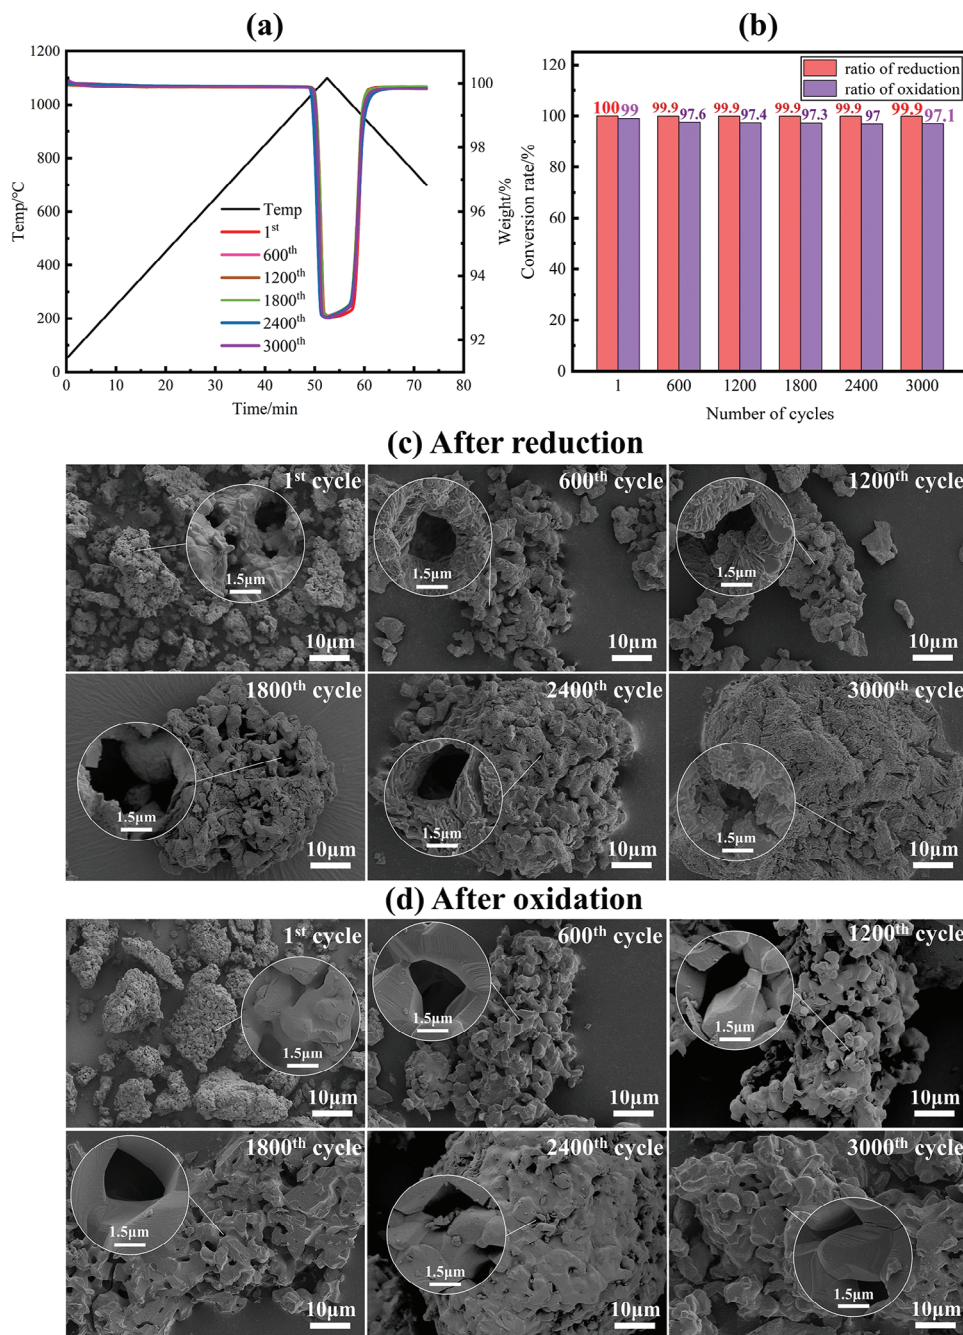 (a)
1200
1000
800
600
400
200
0
Temp/°C
100
98
96
94
92
Weight/%
Temp
1st
600th
1200th
1800th
2400th
3000th
0 10 20 30 40 50 60 70 80
Time/min
(b)
120
100
80
60
40
20
0
Conversion rate/%
ratio of reduction
ratio of oxidation
100 99 99.9 97.6 99.9 97.4 99.9 97.3 99.9 97 99.9 97.1
1 600 1200 1800 2400 3000
Number of cycles
(c) After reduction
1st cycle
1.5μm
10μm
600th cycle
1.5μm
10μm
1200th cycle
1.5μm
10μm
1800th cycle
1.5μm
10μm
2400th cycle
1.5μm
10μm
3000th cycle
1.5μm
10μm
(d) After oxidation
1st cycle
1.5μm
10μm
600th cycle
1.5μm
10μm
1200th cycle
1.5μm
10μm
1800th cycle
1.5μm
10μm
2400th cycle
1.5μm
10μm
3000th cycle
1.5μm
10μm